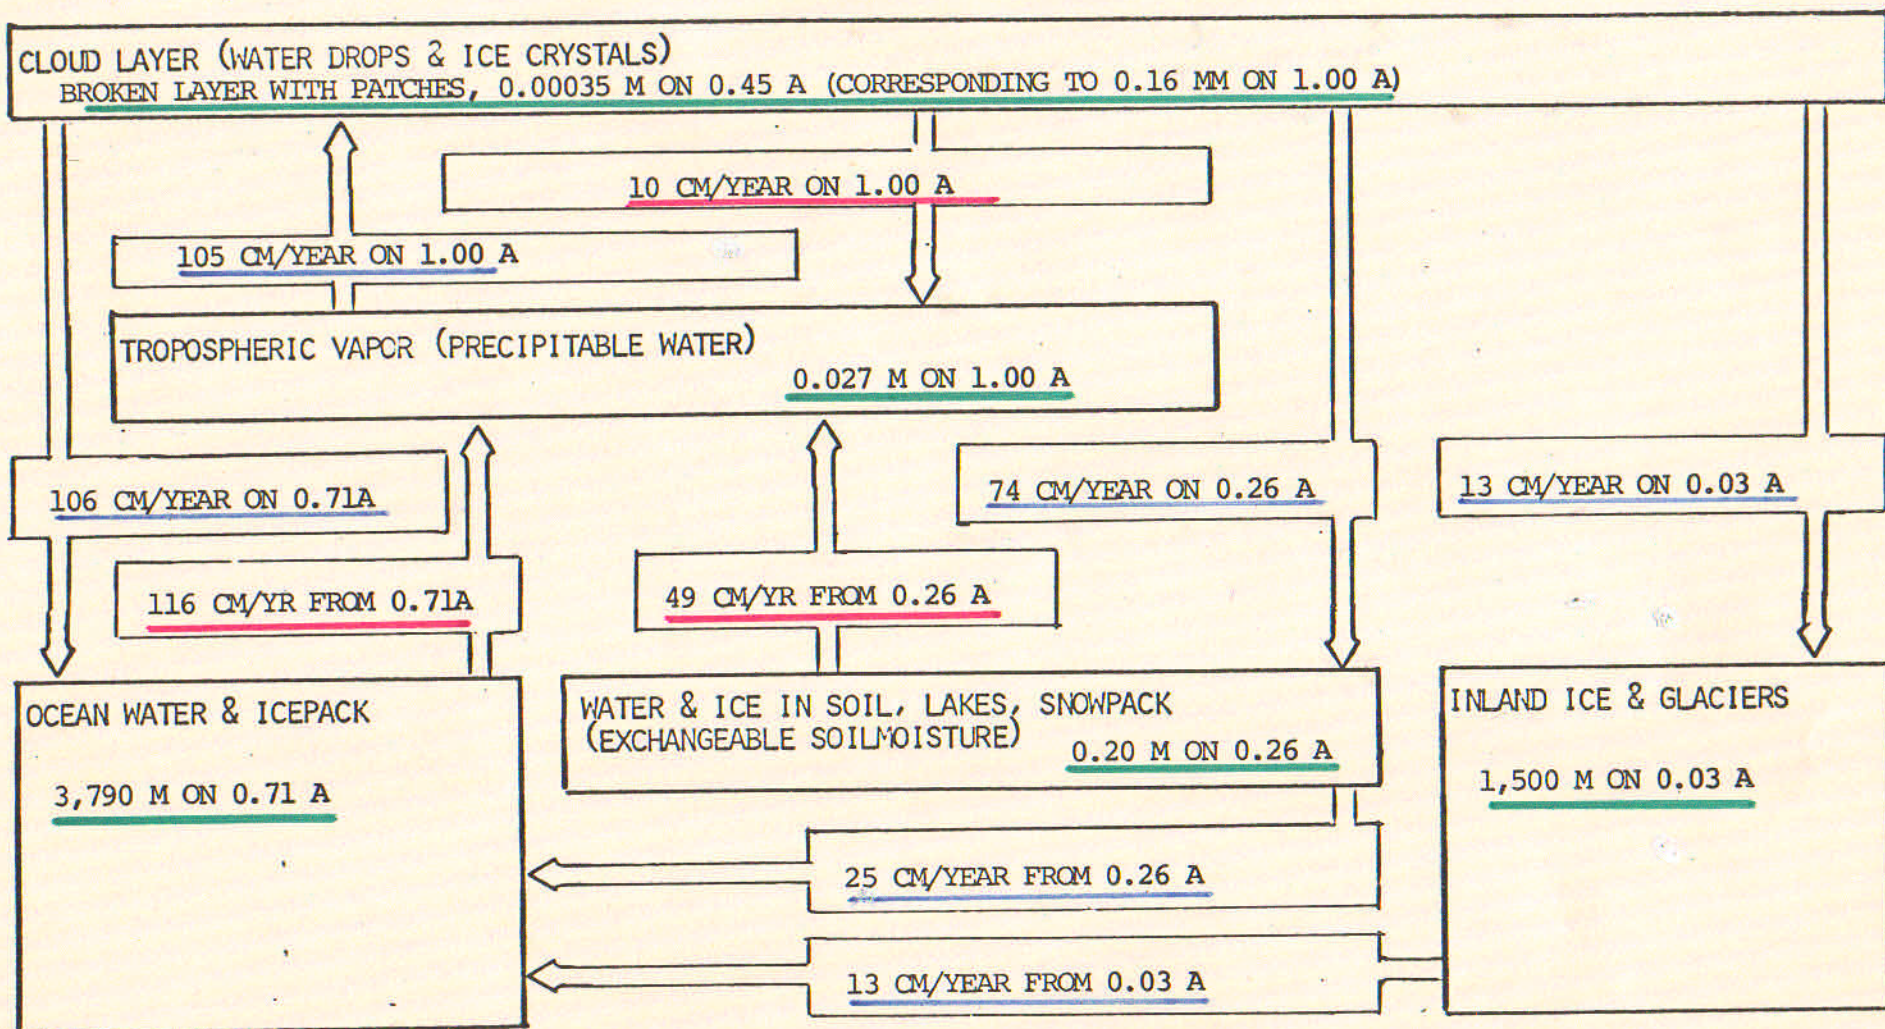 CLOUD LAYER (WATER DROPS & ICE CRYSTALS)
BROKEN LAYER WITH PATCHES, 0.00035 M ON 0.45 A (CORRESPONDING TO 0.16 MM ON 1.00 A)
10 CM/YEAR ON 1.00 A
105 CM/YEAR ON 1.00 A
TROPOSPHERIC VAPOR (PRECIPITABLE WATER)
0.027 M ON 1.00 A
106 CM/YEAR ON 0.71A
74 CM/YEAR ON 0.26 A
13 CM/YEAR ON 0.03 A
116 CM/YR FROM 0.71A
49 CM/YR FROM 0.26 A
OCEAN WATER & ICEPACK
3,790 M ON 0.71 A
WATER & ICE IN SOIL, LAKES, SNOWPACK
(EXCHANGEABLE SOILMOISTURE)
0.20 M ON 0.26 A
INLAND ICE & GLACIERS
1,500 M ON 0.03 A
25 CM/YEAR FROM 0.26 A
13 CM/YEAR FROM 0.03 A